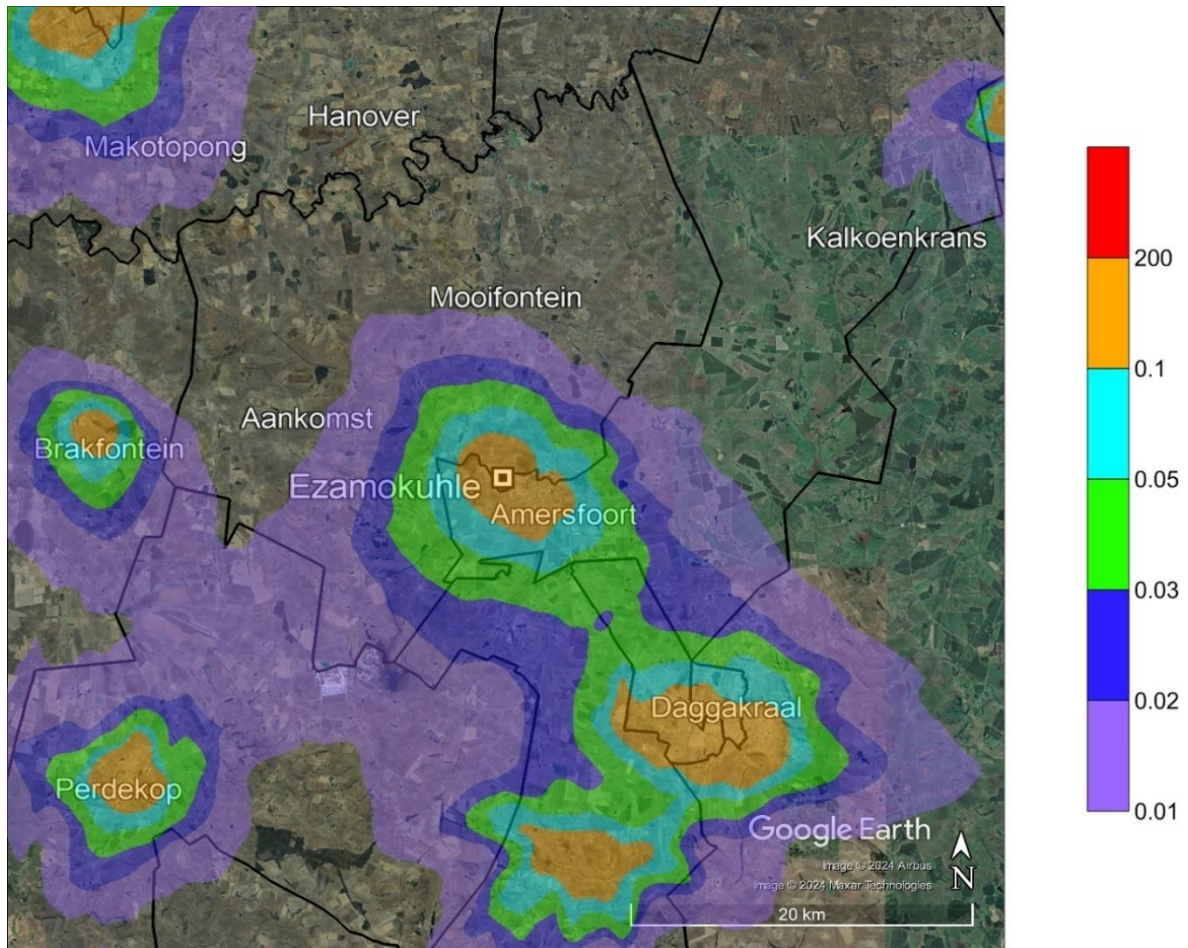 Hanover
Makotopong
Kalkoenkrans
Mooifontein
Aankomst
Brakfontein
Ezamokuhle
Amersfoort
Daggakraal
Perdekop
Google Earth
Image © 2024 Airbus
Image © 2024 Maxar Technologies
N
20 km
200
0.1
0.05
0.03
0.02
0.01